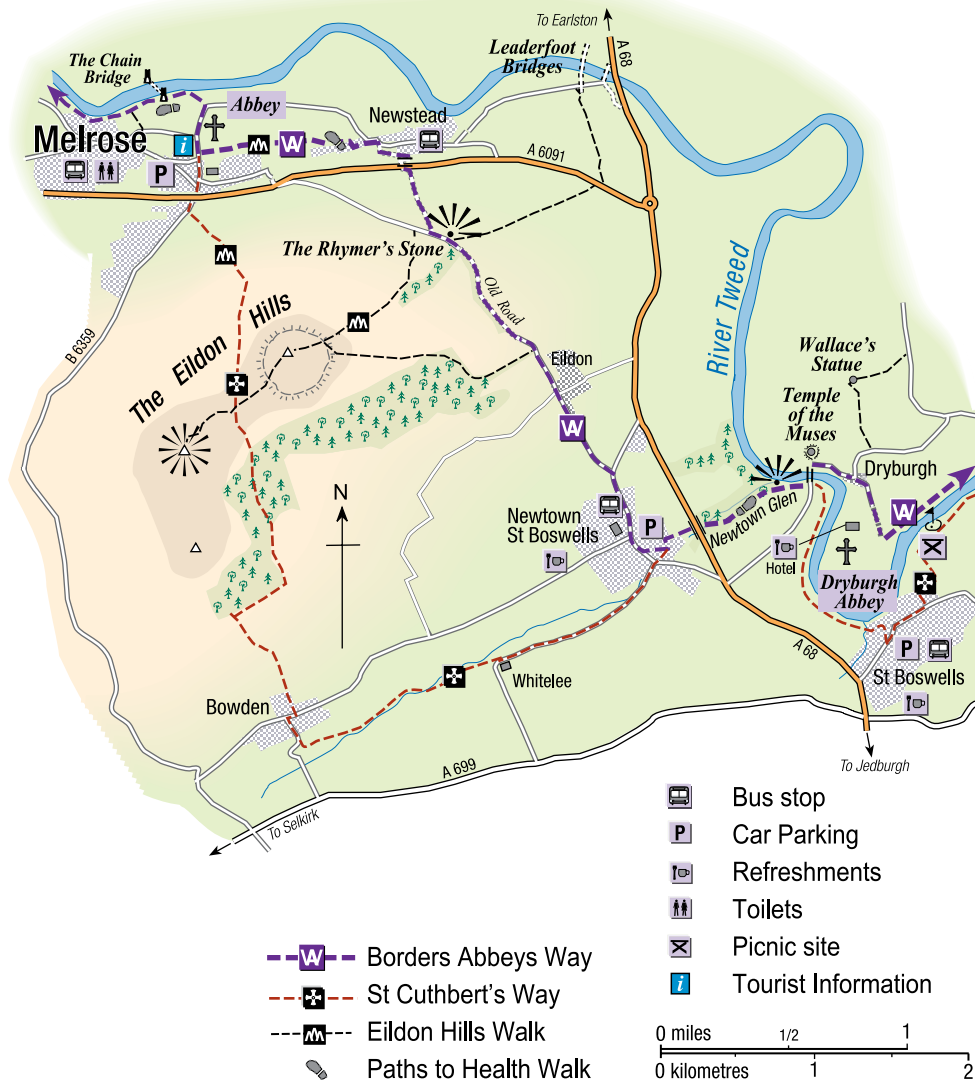 To Earlston
A 68
Leaderfoot
Bridges
The Chain
Bridge
Abbey
Newstead
Melrose
i
W
P
A 6091
The Rhymer's Stone
Old Road
River Tweed
The Eildon Hills
B 6359
Wallace's
Statue
Temple
of the
Muses
Eildon
W
Dryburgh
N
Newtown
St Boswells
P
Newtown Glen
W
Hotel
Dryburgh
Abbey
P
St Boswells
A 68
Whitelee
Bowden
A 699
To Selkirk
To Jedburgh
Bus stop
P Car Parking
Refreshments
Toilets
Picnic site
i Tourist Information
W Borders Abbeys Way
St Cuthbert's Way
Eildon Hills Walk
Paths to Health Walk
0 miles 1/2 1
0 kilometres 1 2